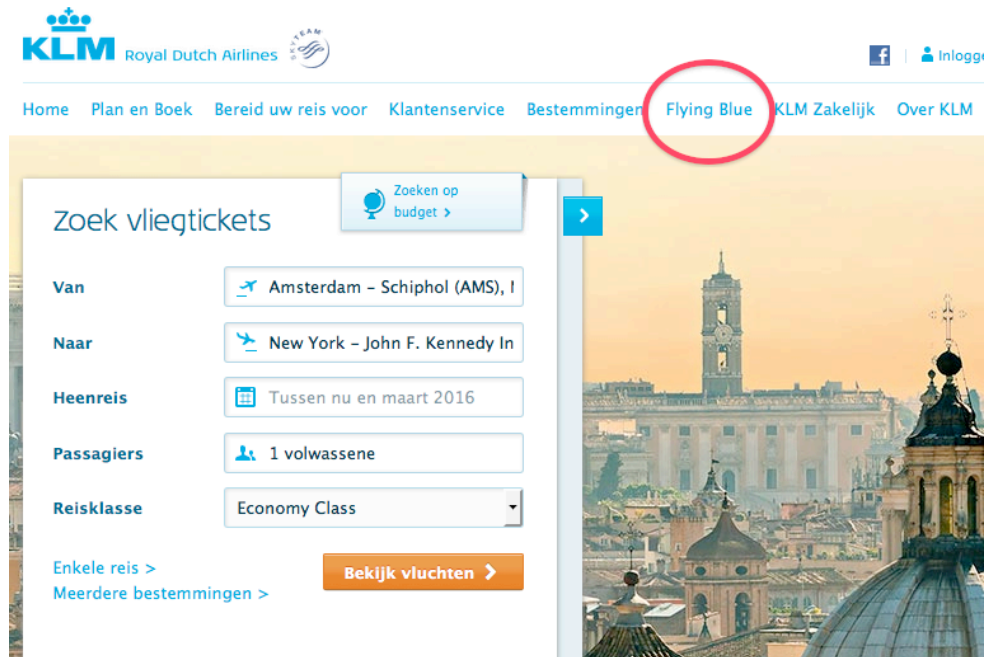 KLM Royal Dutch Airlines SKYTEAM
f Inlogge
Home Plan en Boek Bereid uw reis voor Klantenservice Bestemmingen Flying Blue KLM Zakelijk Over KLM
Zoeken op
budget >
Zoek vliegtickets
Van Amsterdam – Schiphol (AMS),
Naar New York – John F. Kennedy In
Heenreis Tussen nu en maart 2016
Passagiers 1 volwassene
Reisklasse Economy Class
Enkele reis >
Bekijk vluchten >
Meerdere bestemmingen >